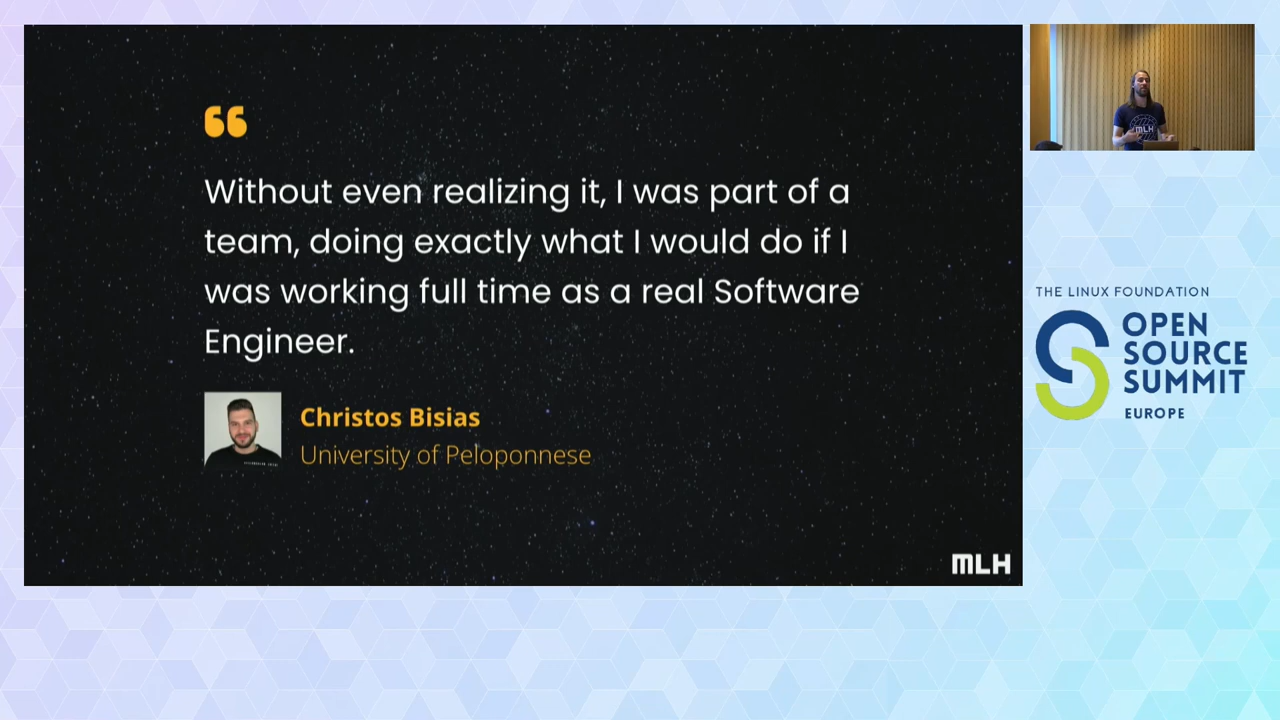 Without even realizing it, I was part of a
team, doing exactly what I would do if I
was working full time as a real Software
Engineer.
Christos Bisias
University of Peloponnese
MLH
MLH
THE LINUX FOUNDATION
OPEN
SOURCE
SUMMIT
EUROPE